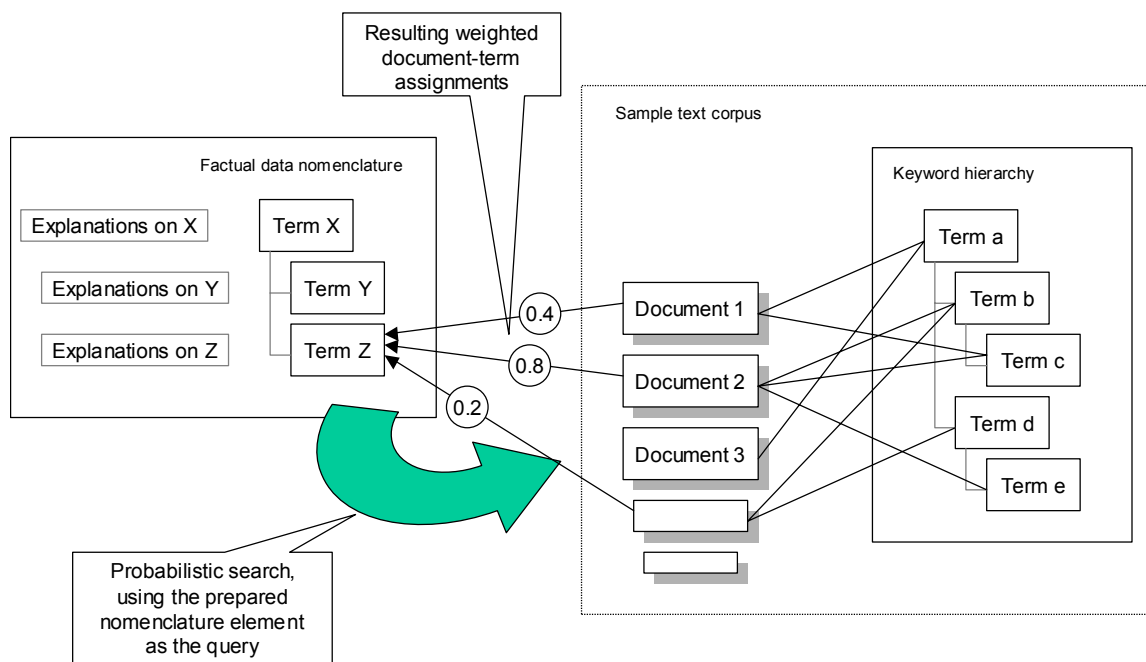 Resulting weighted
document-term
assignments
Sample text corpus
Factual data nomenclature
Keyword hierarchy
Explanations on X
Term X
Term a
Explanations on Y
Term Y
Term b
Document 1
0.4
Explanations on Z
Term Z
Term c
0.8
Document 2
0.2
Term d
Document 3
Term e
Probabilistic search,
using the prepared
nomenclature element
as the query